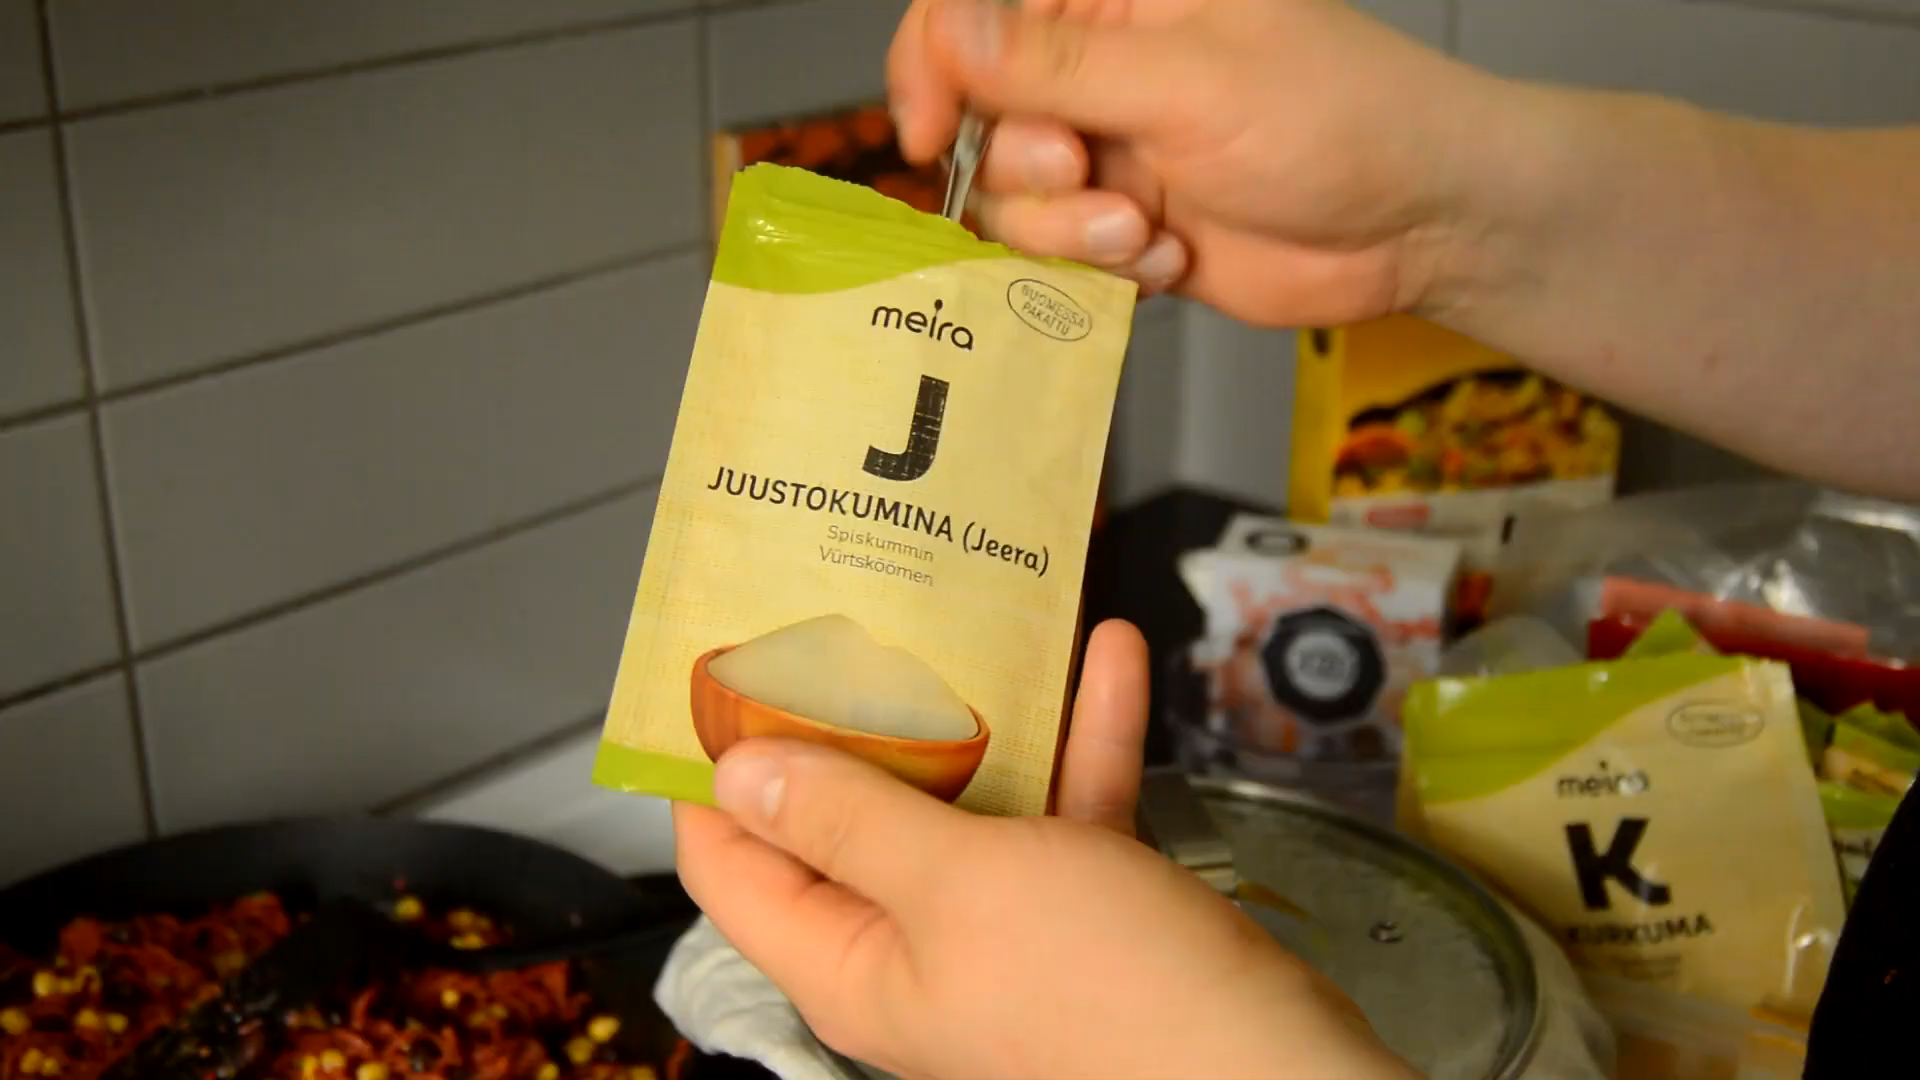 meira
SUOMESSA
PAKATTU
J
JUUSTOKUMINA (Jeera)
Spiskummin
Vürtsköömen
meira
K
KURKUMA